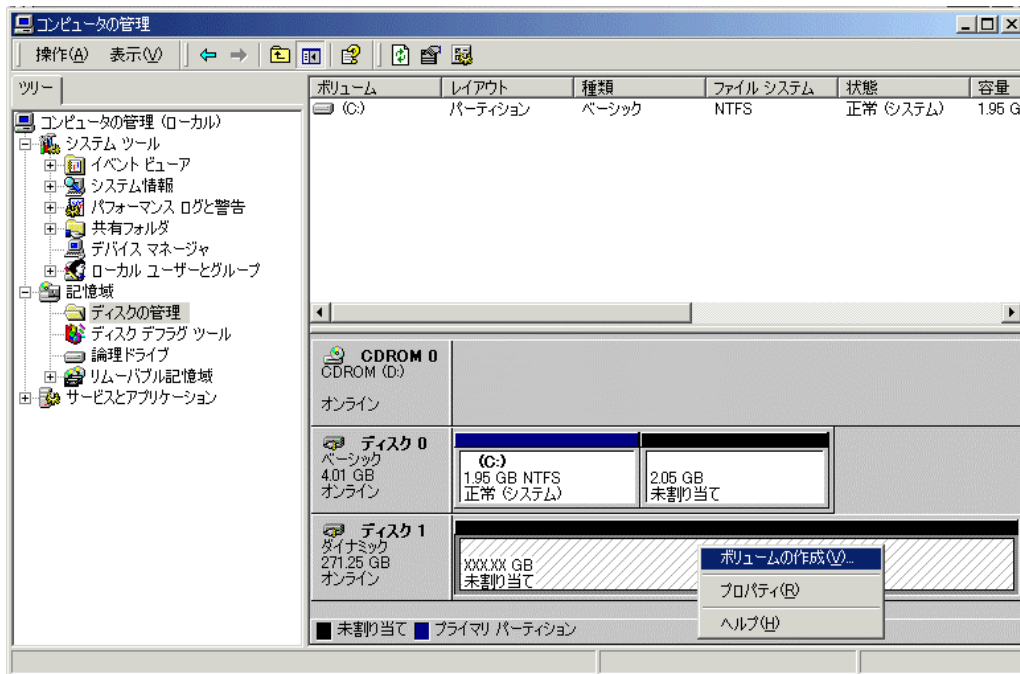 コンピュータの管理
操作(A) 表示(V)
ツリー
コンピュータの管理 (ローカル)
システム ツール
イベント ビューア
システム情報
パフォーマンス ログと警告
共有フォルダ
デバイス マネージャ
ローカル ユーザーとグループ
記憶域
ディスクの管理
ディスク デフラグ ツール
論理ドライブ
リムーバブル記憶域
サービスとアプリケーション
ボリューム レイアウト 種類 ファイル システム 状態 容量
(C:) パーティション ベーシック NTFS 正常 (システム) 1.95 G
CDROM 0
CDROM (D:)
オンライン
ディスク 0
ベーシック
4.01 GB
オンライン
(C:)
1.95 GB NTFS
正常 (システム)
2.05 GB
未割り当て
ディスク 1
ダイナミック
271.25 GB
オンライン
XXX.XX GB
未割り当て
ボリュームの作成(V)...
プロパティ(R)
ヘルプ(H)
未割り当て プライマリ パーティション